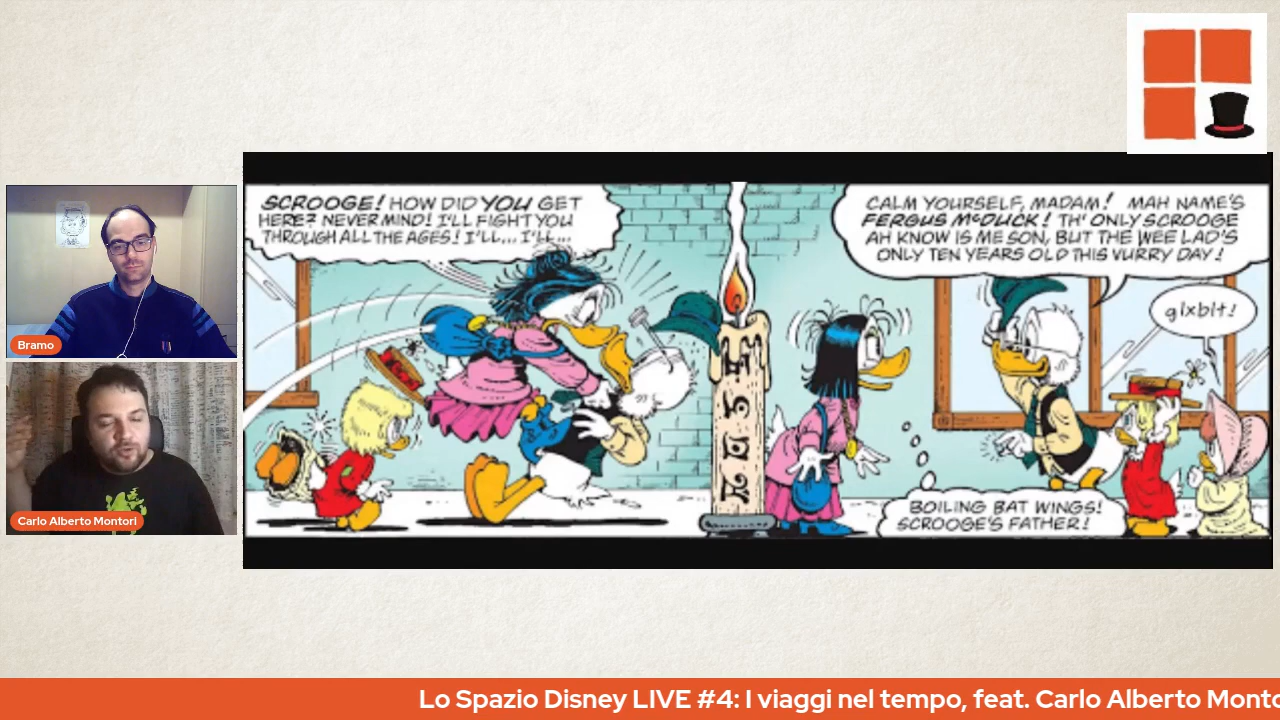 SCROOGE! HOW DID YOU GET
HERE? NEVER MIND! I'LL FIGHT YOU
THROUGH ALL THE AGES! I'LL... I'LL...
CALM YOURSELF, MADAM! MAH NAME'S
FERGUS McDUCK! TH' ONLY SCROOGE
AH KNOW IS ME SON, BUT THE WEE LAD'S
ONLY TEN YEARS OLD THIS VURRY DAY!
glxblt!
BOILING BAT WINGS!
SCROOGE'S FATHER!
Bramo
Carlo Alberto Montori
Lo Spazio Disney LIVE #4: I viaggi nel tempo, feat. Carlo Alberto Monto